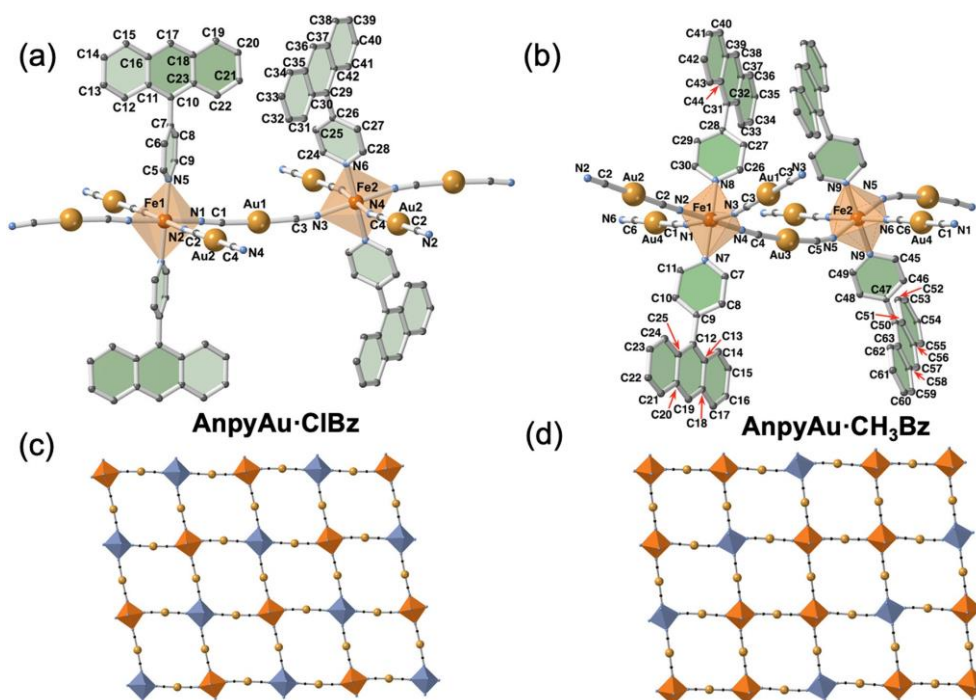 (a)
C15
C17
C19
C14
C16
C18
C20
C13
C23
C21
C12
C11
C10
C22
C7
C6
C8
C5
C9
N5
Fe1
N1
C1
Au1
N2
C2
Au2
C4
N4
C3
N3
C38
C39
C36
C37
C40
C35
C34
C41
C42
C33
C29
C30
C32
C31
C26
C25
C27
C24
C28
N6
Fe2
N4
Au2
C4
C2
N2
AnpyAu·ClBz
(b)
C40
C41
C39
C42
C38
C37
C43
C36
C32
C35
C44
C31
C34
C33
C28
C29
C27
C30
C26
N8
N2
C2
Au2
C2
N2
Fe1
N3
C3
Au1
C3
N3
N6
C6
Au4
C1
N1
N4
C4
Au3
C5
N5
N7
C11
C7
C10
C8
C9
C25
C12
C13
C24
C23
C14
C15
C22
C16
C21
C20
C19
C18
C17
N9
N5
Fe2
N6
C6
Au4
C1
N1
N9
C45
C49
C46
C47
C52
C48
C53
C51
C50
C54
C63
C55
C62
C56
C57
C61
C58
C59
C60
AnpyAu·CH3Bz
(c)
(d)